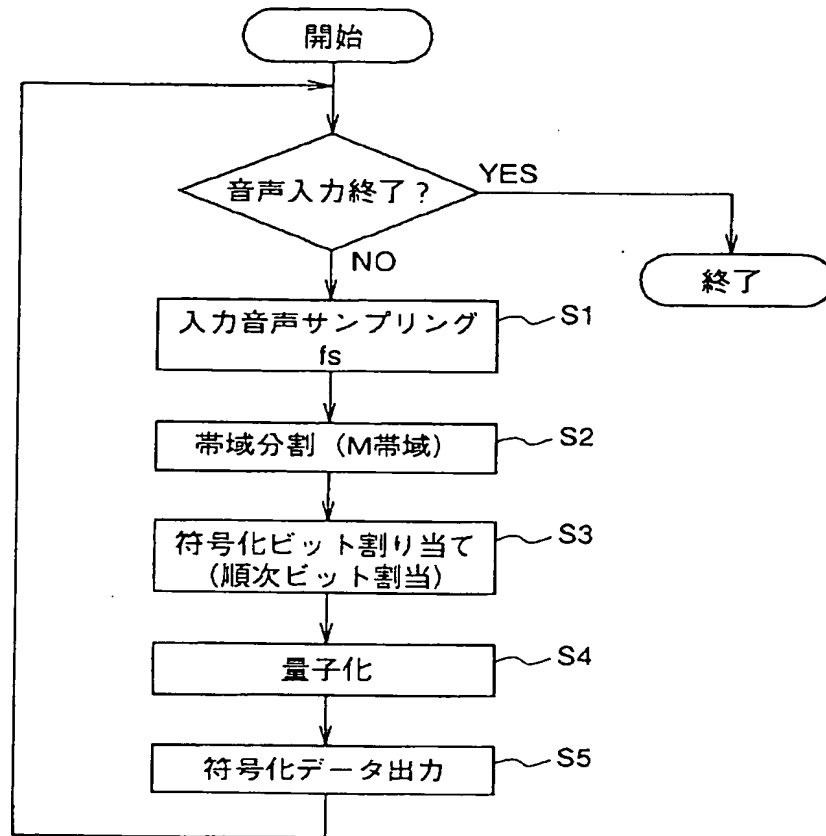 開始
音声入力終了?
YES
NO
終了
入力音声サンプリング
fs
S1
帯域分割(M帯域)
S2
符号化ビット割り当て
(順次ビット割当)
S3
量子化
S4
符号化データ出力
S5